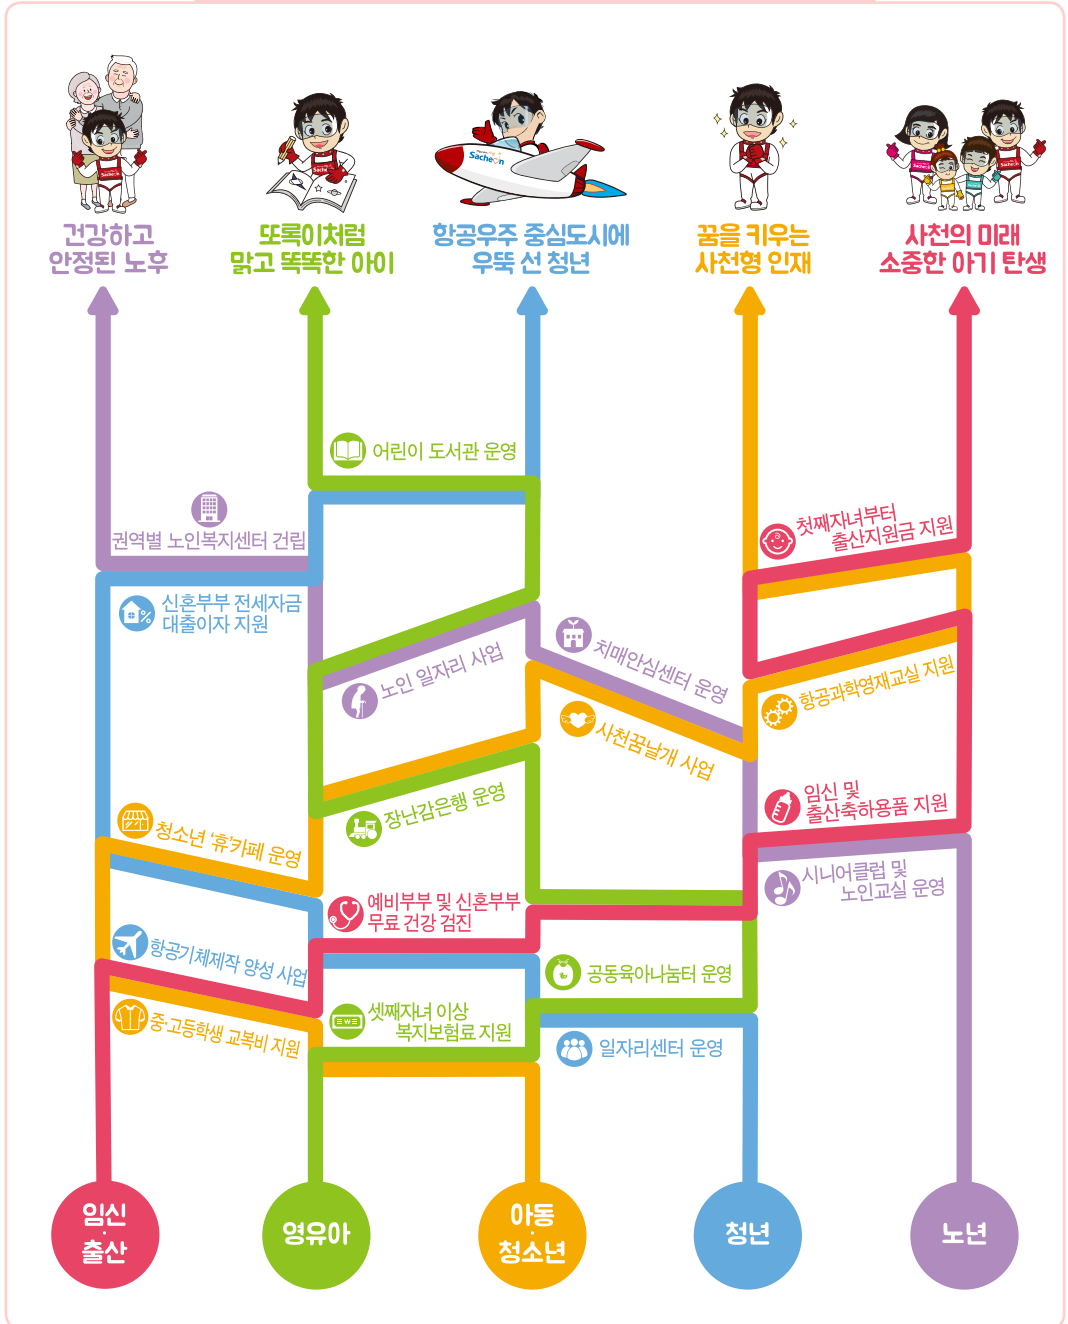 Sacheon
건강하고
안정된 노후
또록이처럼
맑고 똑똑한 아이
항공우주 중심도시에
우뚝 선 청년
꿈을 키우는
사천형 인재
사천의 미래
소중한 아기 탄생
어린이 도서관 운영
권역별 노인복지센터 건립
첫째자녀부터
출산지원금 지원
신혼부부 전세자금
대출이자 지원
노인 일자리 사업
치매안심센터 운영
항공과학영재교실 지원
사천꿈날개 사업
청소년 '휴'카페 운영
장난감은행 운영
임신 및
출산축하용품 지원
예비부부 및 신혼부부
무료 건강 검진
시니어클럽 및
노인교실 운영
항공기체제작 양성 사업
공동육아나눔터 운영
중·고등학생 교복비 지원
셋째자녀 이상
복지보험료 지원
일자리센터 운영
임신
·
출산
영유아
아동
·
청소년
청년
노년